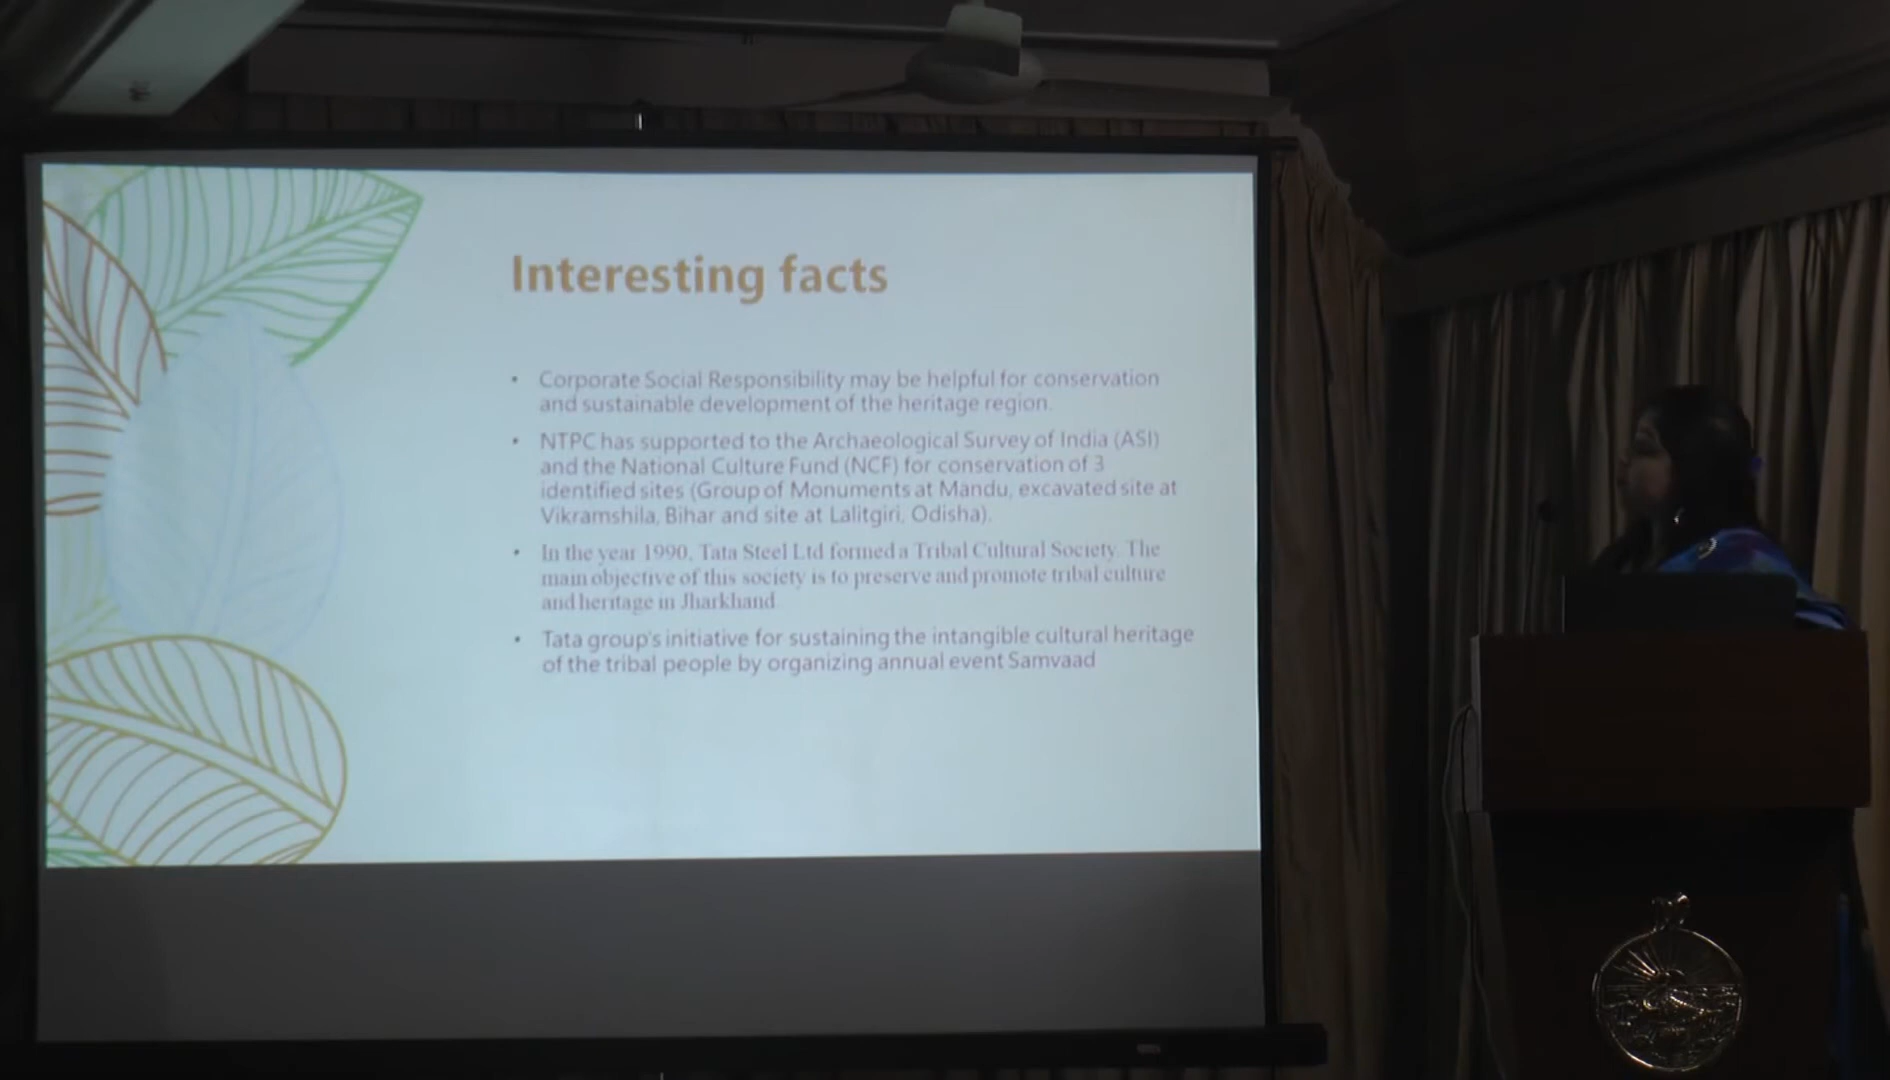 Interesting facts
• Corporate Social Responsibility may be helpful for conservation
and sustainable development of the heritage region.
• NTPC has supported to the Archaeological Survey of India (ASI)
and the National Culture Fund (NCF) for conservation of 3
identified sites (Group of Monuments at Mandu, excavated site at
Vikramshila, Bihar and site at Lalitgiri, Odisha).
• In the year 1990, Tata Steel Ltd formed a Tribal Cultural Society. The
main objective of this society is to preserve and promote tribal culture
and heritage in Jharkhand.
• Tata group's initiative for sustaining the intangible cultural heritage
of the tribal people by organizing annual event Samvaad